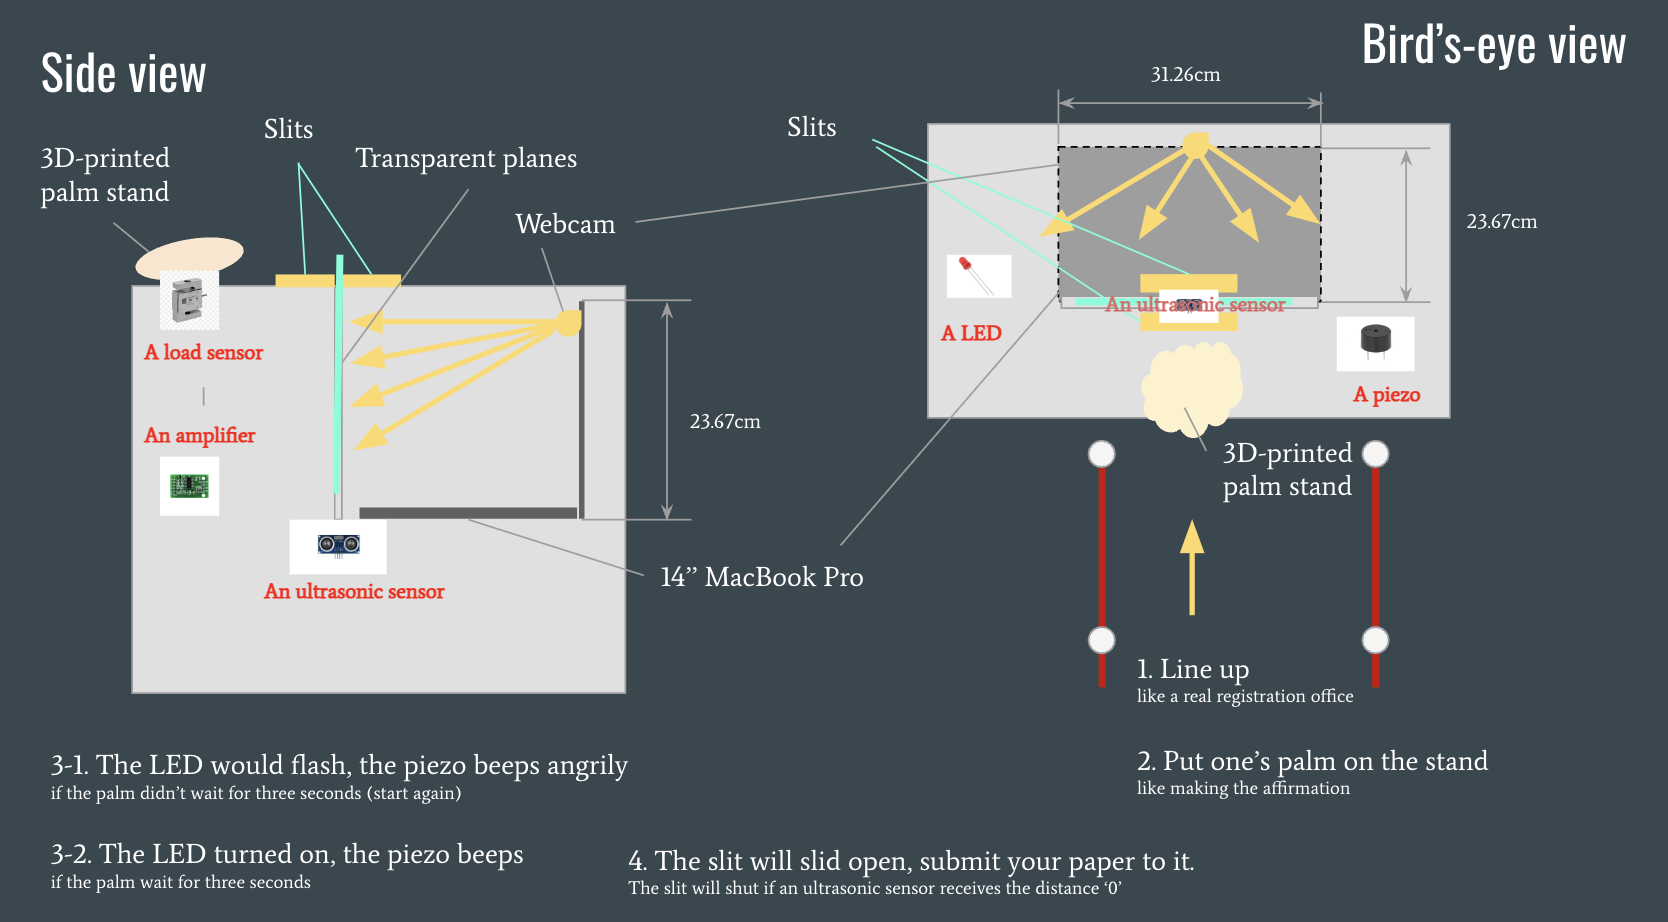 Side view
Bird's-eye view
31.26cm
Slits
3D-printed
palm stand
Transparent planes
Webcam
Slits
23.67cm
A load sensor
An amplifier
23.67cm
An ultrasonic sensor
14” MacBook Pro
An ultrasonic sensor
A LED
A piezo
3D-printed
palm stand
1. Line up
like a real registration office
2. Put one’s palm on the stand
like making the affirmation
3-1. The LED would flash, the piezo beeps angrily
if the palm didn’t wait for three seconds (start again)
3-2. The LED turned on, the piezo beeps
if the palm wait for three seconds
4. The slit will slid open, submit your paper to it.
The slit will shut if an ultrasonic sensor receives the distance ‘0’